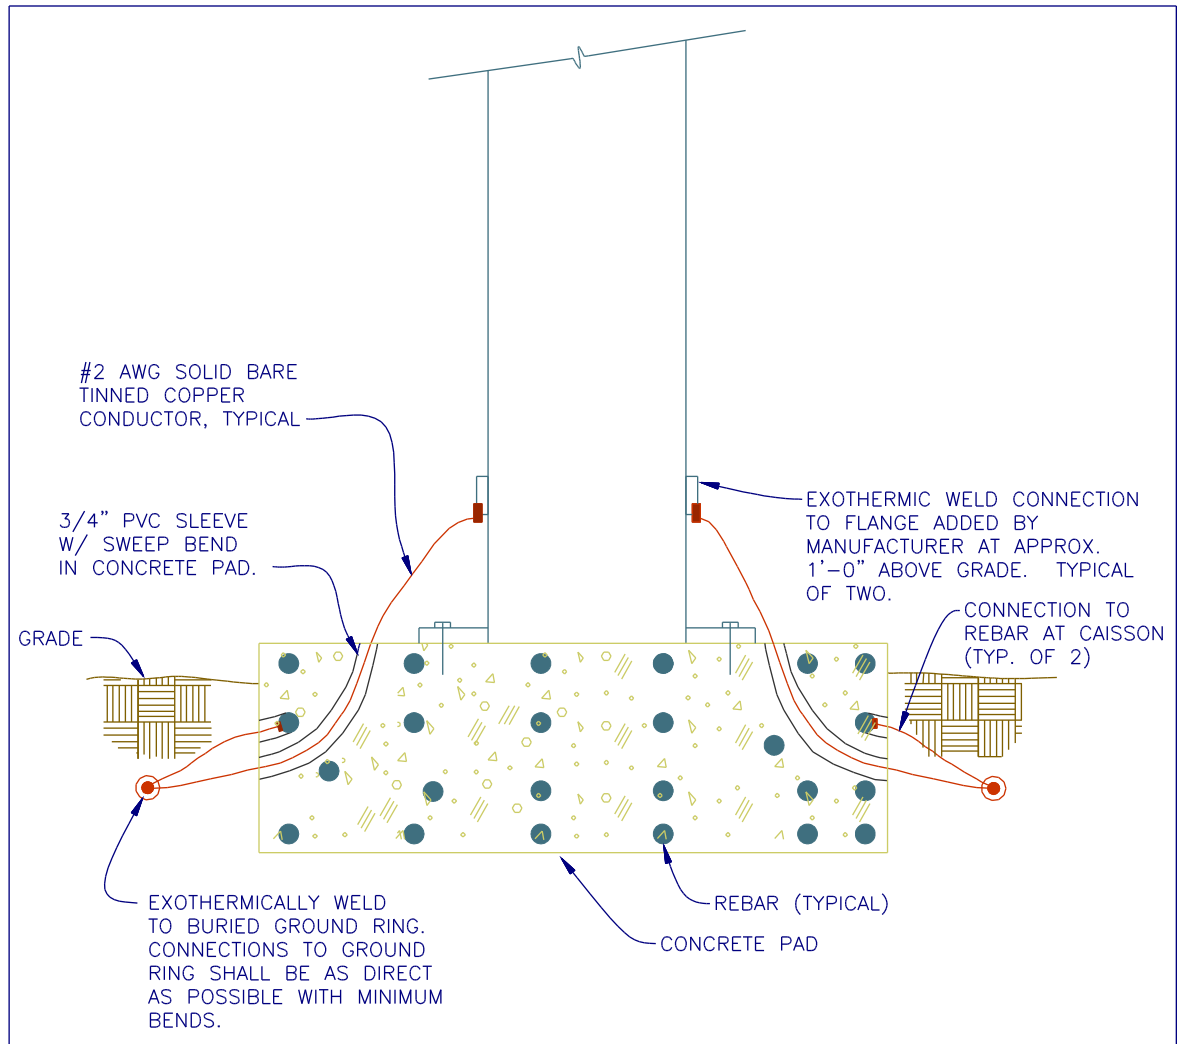 #2 AWG SOLID BARE
TINNED COPPER
CONDUCTOR, TYPICAL
3/4" PVC SLEEVE
W/ SWEEP BEND
IN CONCRETE PAD.
EXOTHERMIC WELD CONNECTION
TO FLANGE ADDED BY
MANUFACTURER AT APPROX.
1'-0" ABOVE GRADE. TYPICAL
OF TWO.
CONNECTION TO
REBAR AT CAISSON
(TYP. OF 2)
GRADE
EXOTHERMICALLY WELD
TO BURIED GROUND RING.
CONNECTIONS TO GROUND
RING SHALL BE AS DIRECT
AS POSSIBLE WITH MINIMUM
BENDS.
REBAR (TYPICAL)
CONCRETE PAD